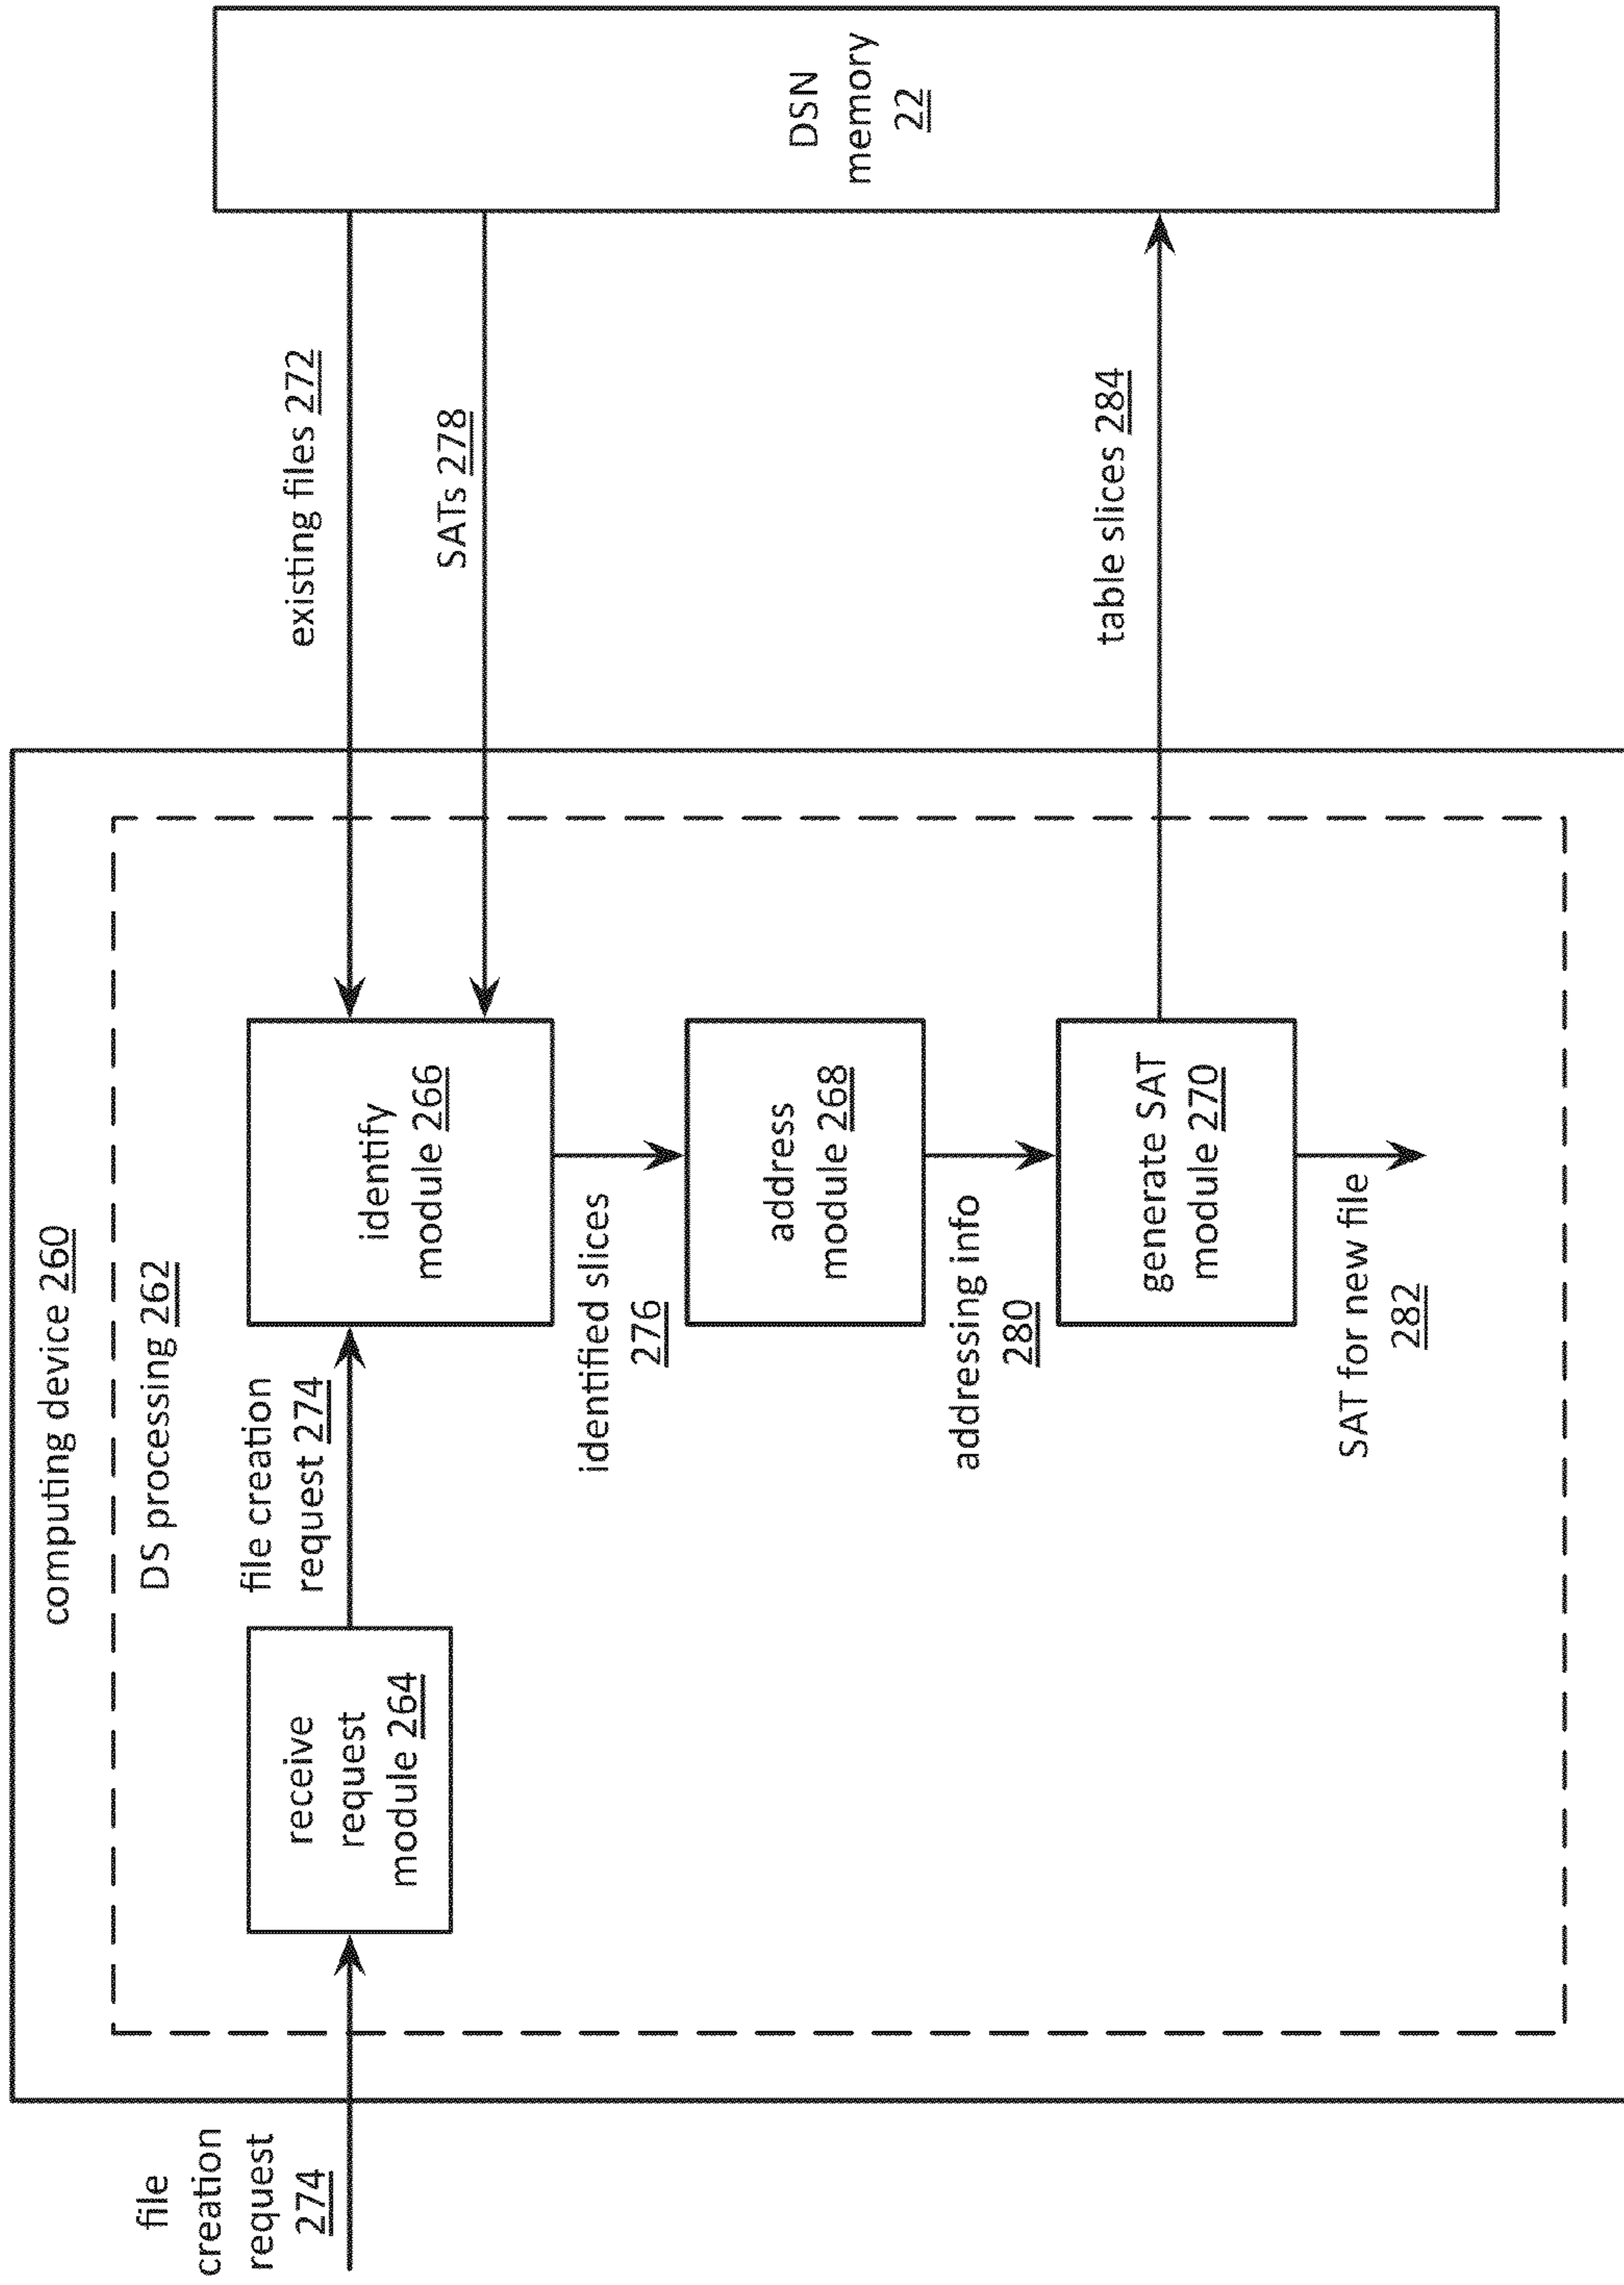 computing device 260
DS processing 262
file
creation
request
274
receive
request
module 264
file creation
request 274
identify
module 266
existing files 272
SATs 278
identified slices
276
address
module 268
addressing info
280
generate SAT
module 270
table slices 284
SAT for new file
282
DSN
memory
22